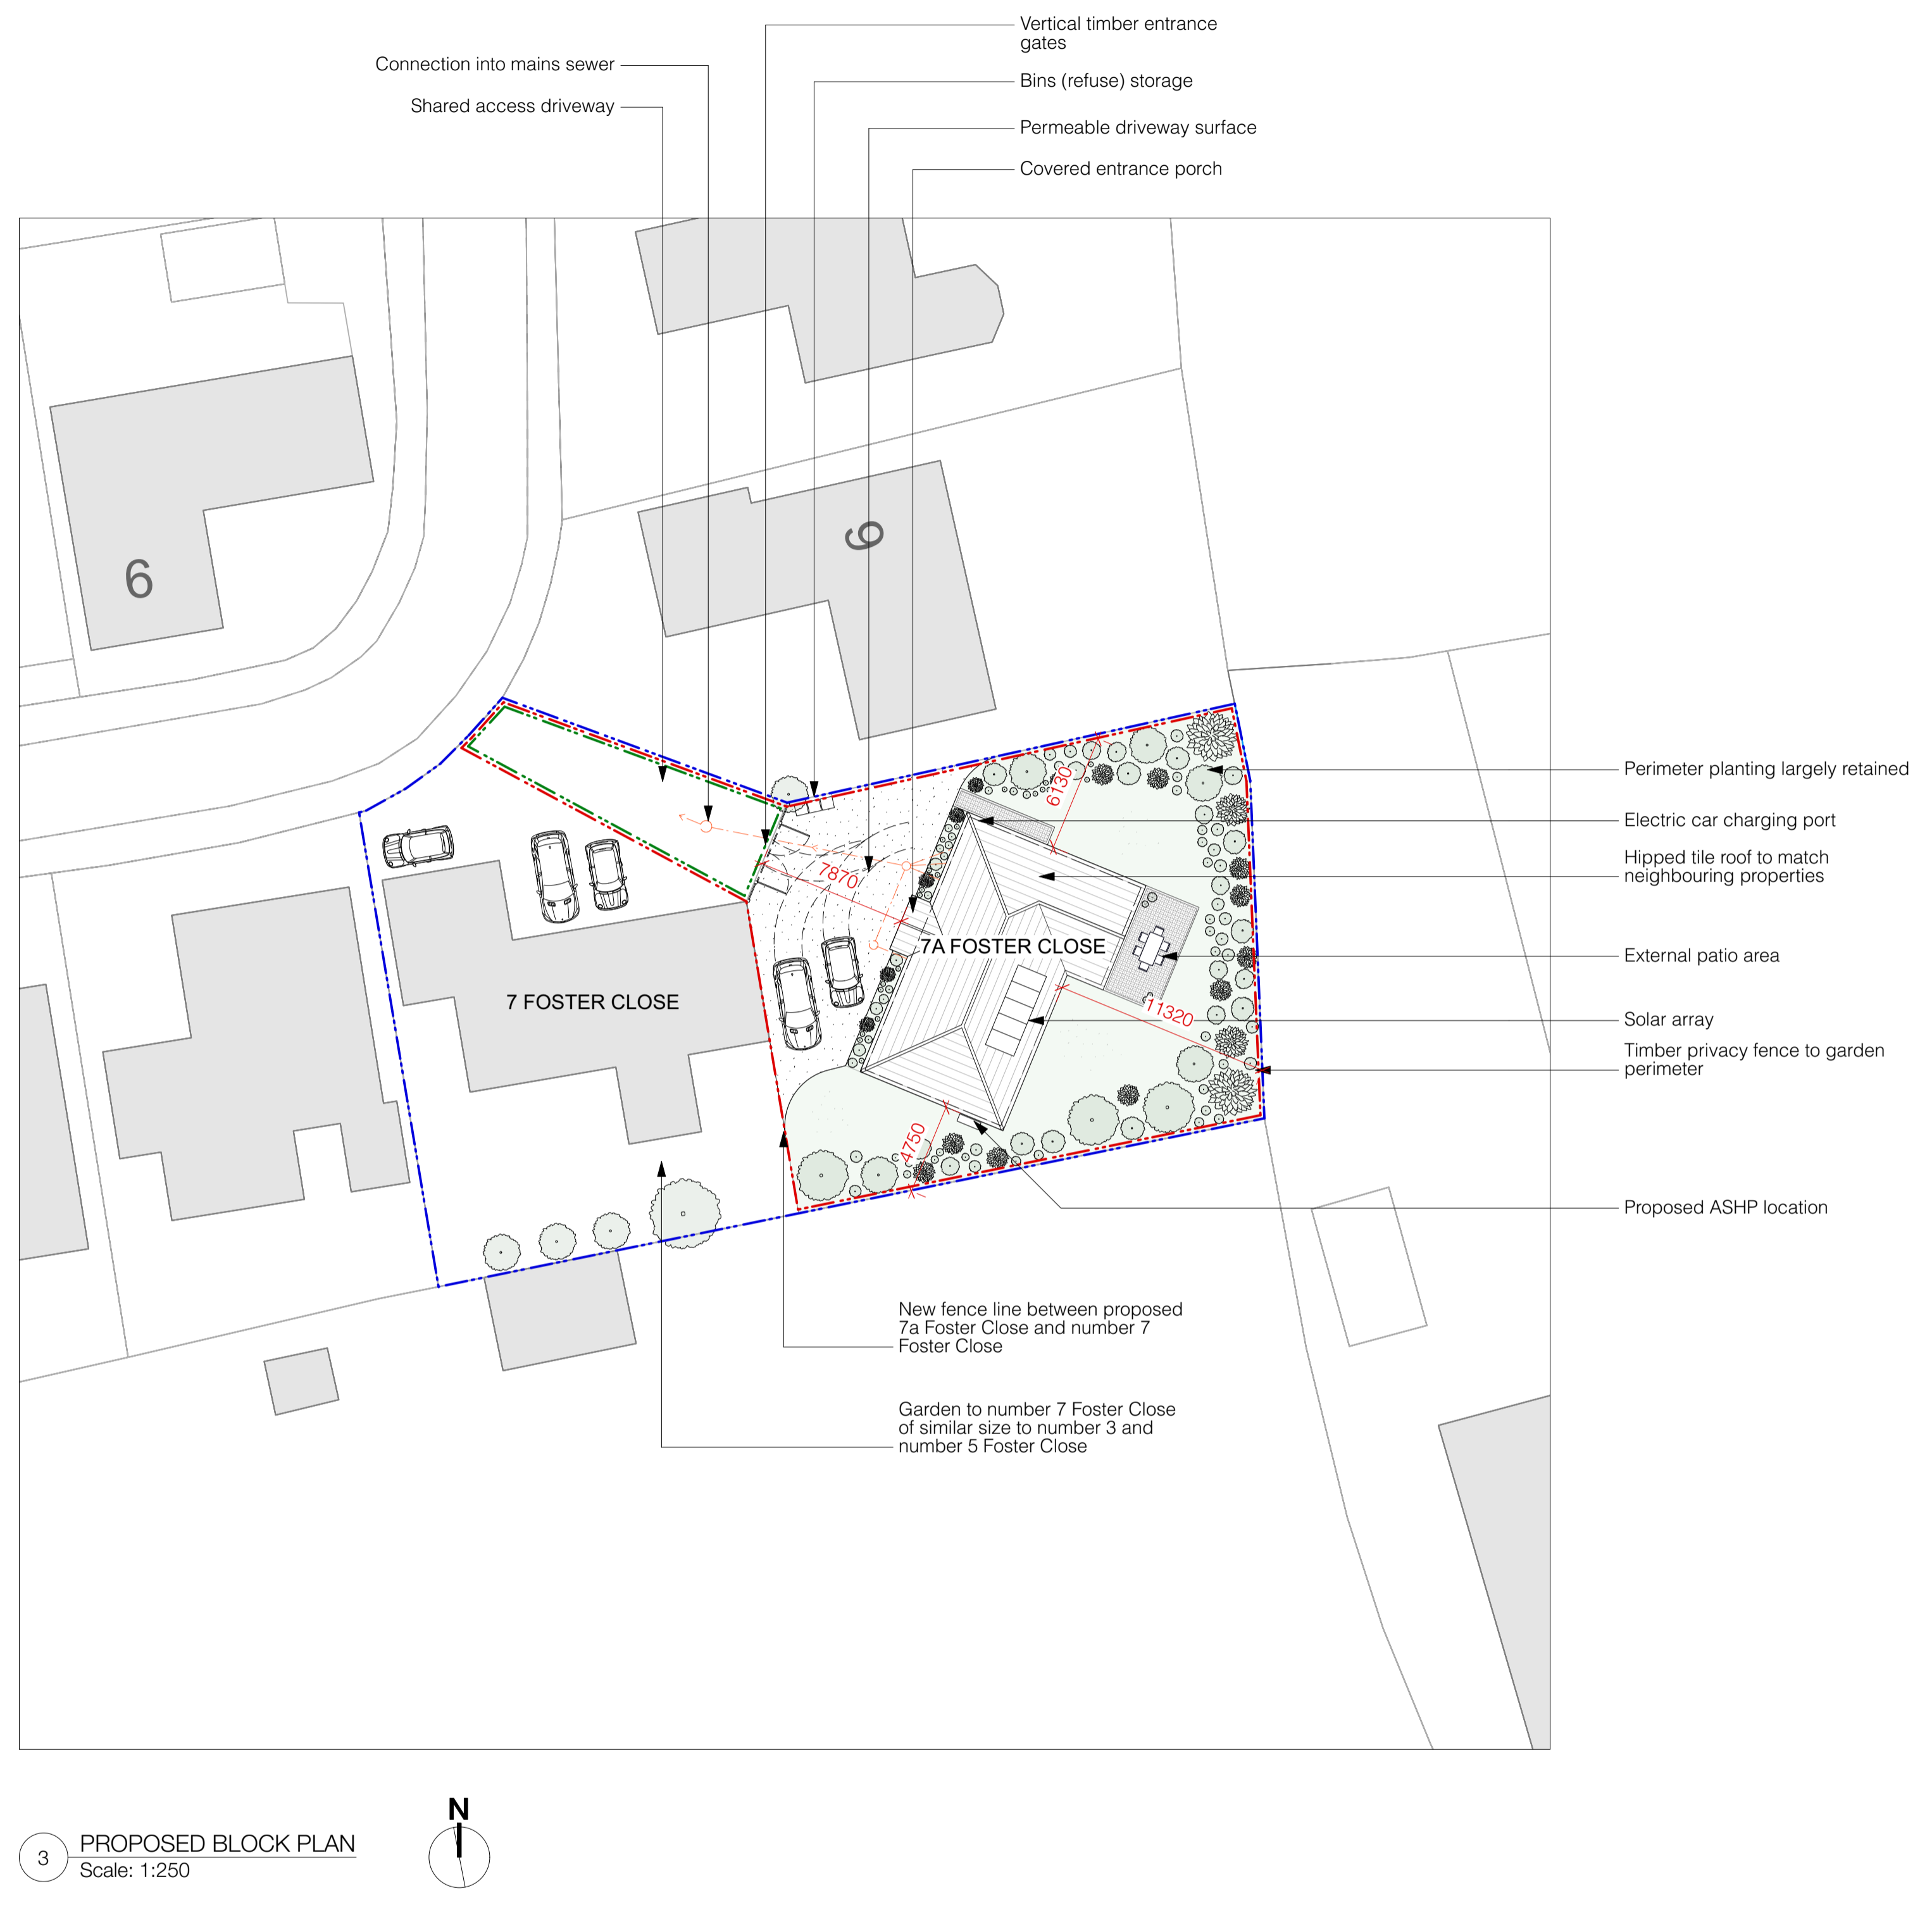 Vertical timber entrance
gates
Connection into mains sewer
Bins (refuse) storage
Shared access driveway
Permeable driveway surface
Covered entrance porch
6
9
Perimeter planting largely retained
6130
Electric car charging port
Hipped tile roof to match
neighbouring properties
7870
7A FOSTER CLOSE
External patio area
7 FOSTER CLOSE
11320
Solar array
Timber privacy fence to garden
perimeter
4750
Proposed ASHP location
New fence line between proposed
7a Foster Close and number 7
Foster Close
Garden to number 7 Foster Close
of similar size to number 3 and
number 5 Foster Close
N
3
PROPOSED BLOCK PLAN
Scale: 1:250